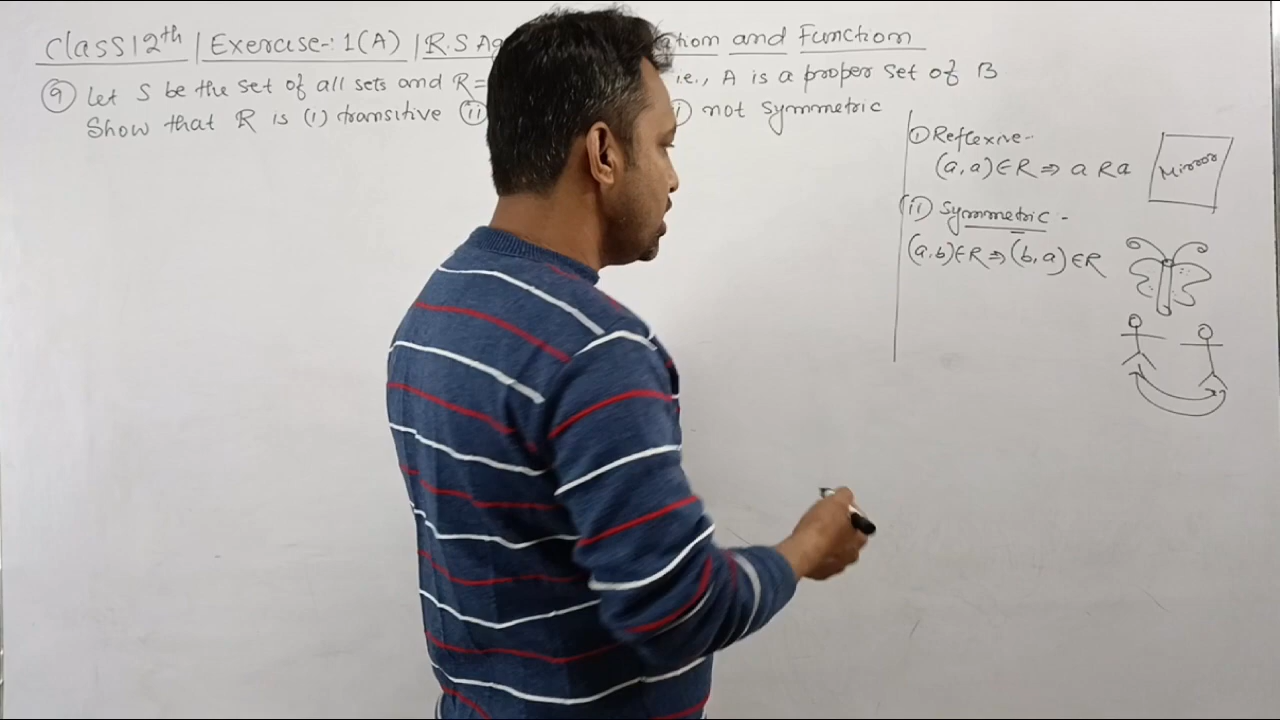 Class 12th | Exercise-: 1(A) | R.S Ag ation and Function
9 Let S be the set of all sets and R = i.e., A is a proper set of B
Show that R is (i) transitive (ii) not symmetric
(i) Reflexive-:
(a,a)∈R ⇒ a R a
Mirror
(ii) Symmetric -
(a,b)∈R ⇒ (b,a)∈R